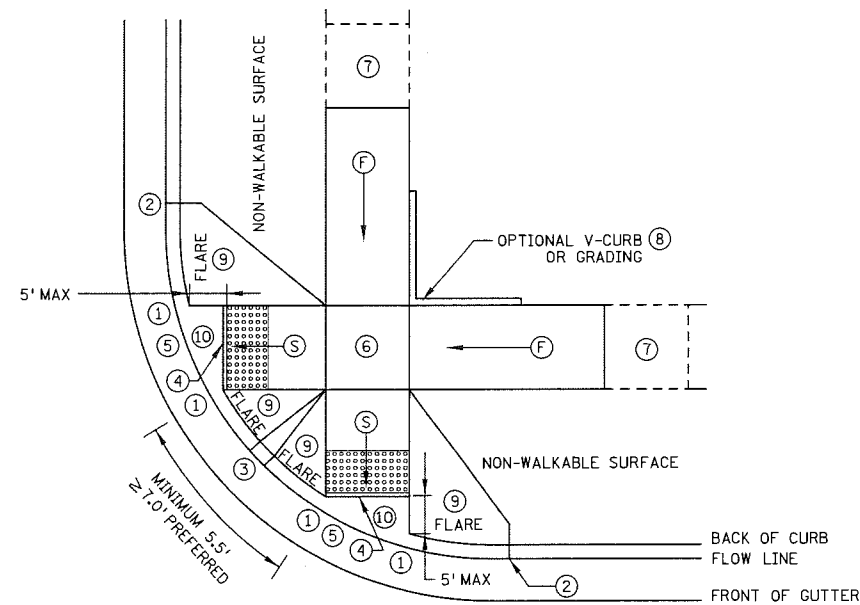 ⑦
NON-WALKABLE SURFACE
Ⓕ
②
OPTIONAL V-CURB ⑧
OR GRADING
FLARE ⑨
5' MAX
①
⑤
⑩
④
①
Ⓢ
⑥
Ⓕ
⑦
FLARE ⑨
③
FLARE ⑨
Ⓢ
NON-WALKABLE SURFACE
⑨
FLARE
MINIMUM 5.5'
≥ 7.0' PREFERRED
①
⑤
④
⑩
①
5' MAX
②
BACK OF CURB
FLOW LINE
FRONT OF GUTTER